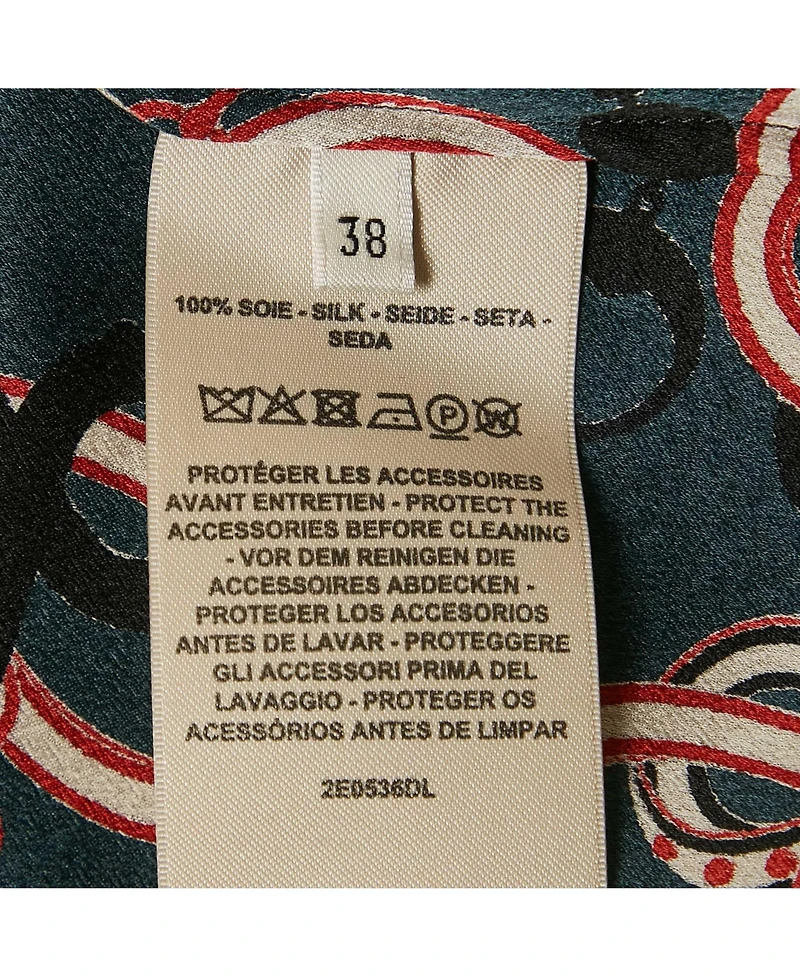 38
100% SOIE - SILK - SEIDE - SETA -
SEDA
P W
PROTÉGER LES ACCESSOIRES
AVANT ENTRETIEN - PROTECT THE
ACCESSORIES BEFORE CLEANING
- VOR DEM REINIGEN DIE
ACCESSOIRES ABDECKEN -
PROTEGER LOS ACCESORIOS
ANTES DE LAVAR - PROTEGGERE
GLI ACCESSORI PRIMA DEL
LAVAGGIO - PROTEGER OS
ACESSÓRIOS ANTES DE LIMPAR
2E0536DL